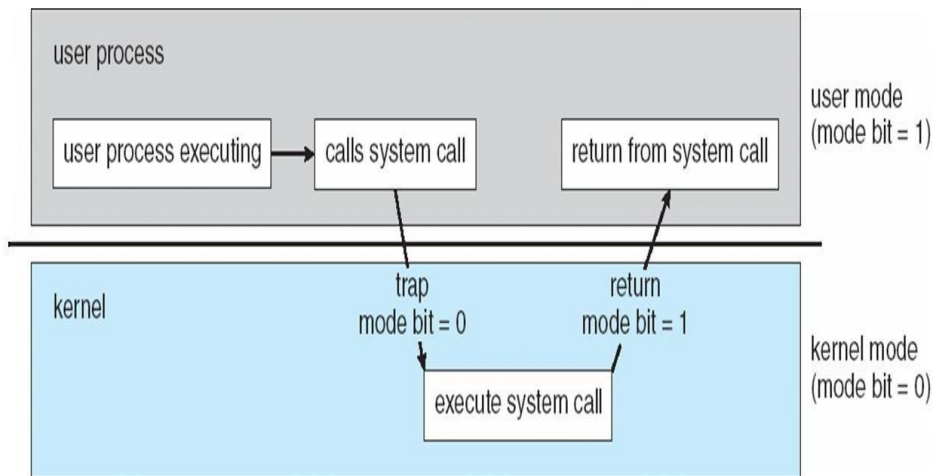 user process
user process executing
calls system call
return from system call
user mode
(mode bit = 1)
kernel
trap
mode bit = 0
return
mode bit = 1
execute system call
kernel mode
(mode bit = 0)